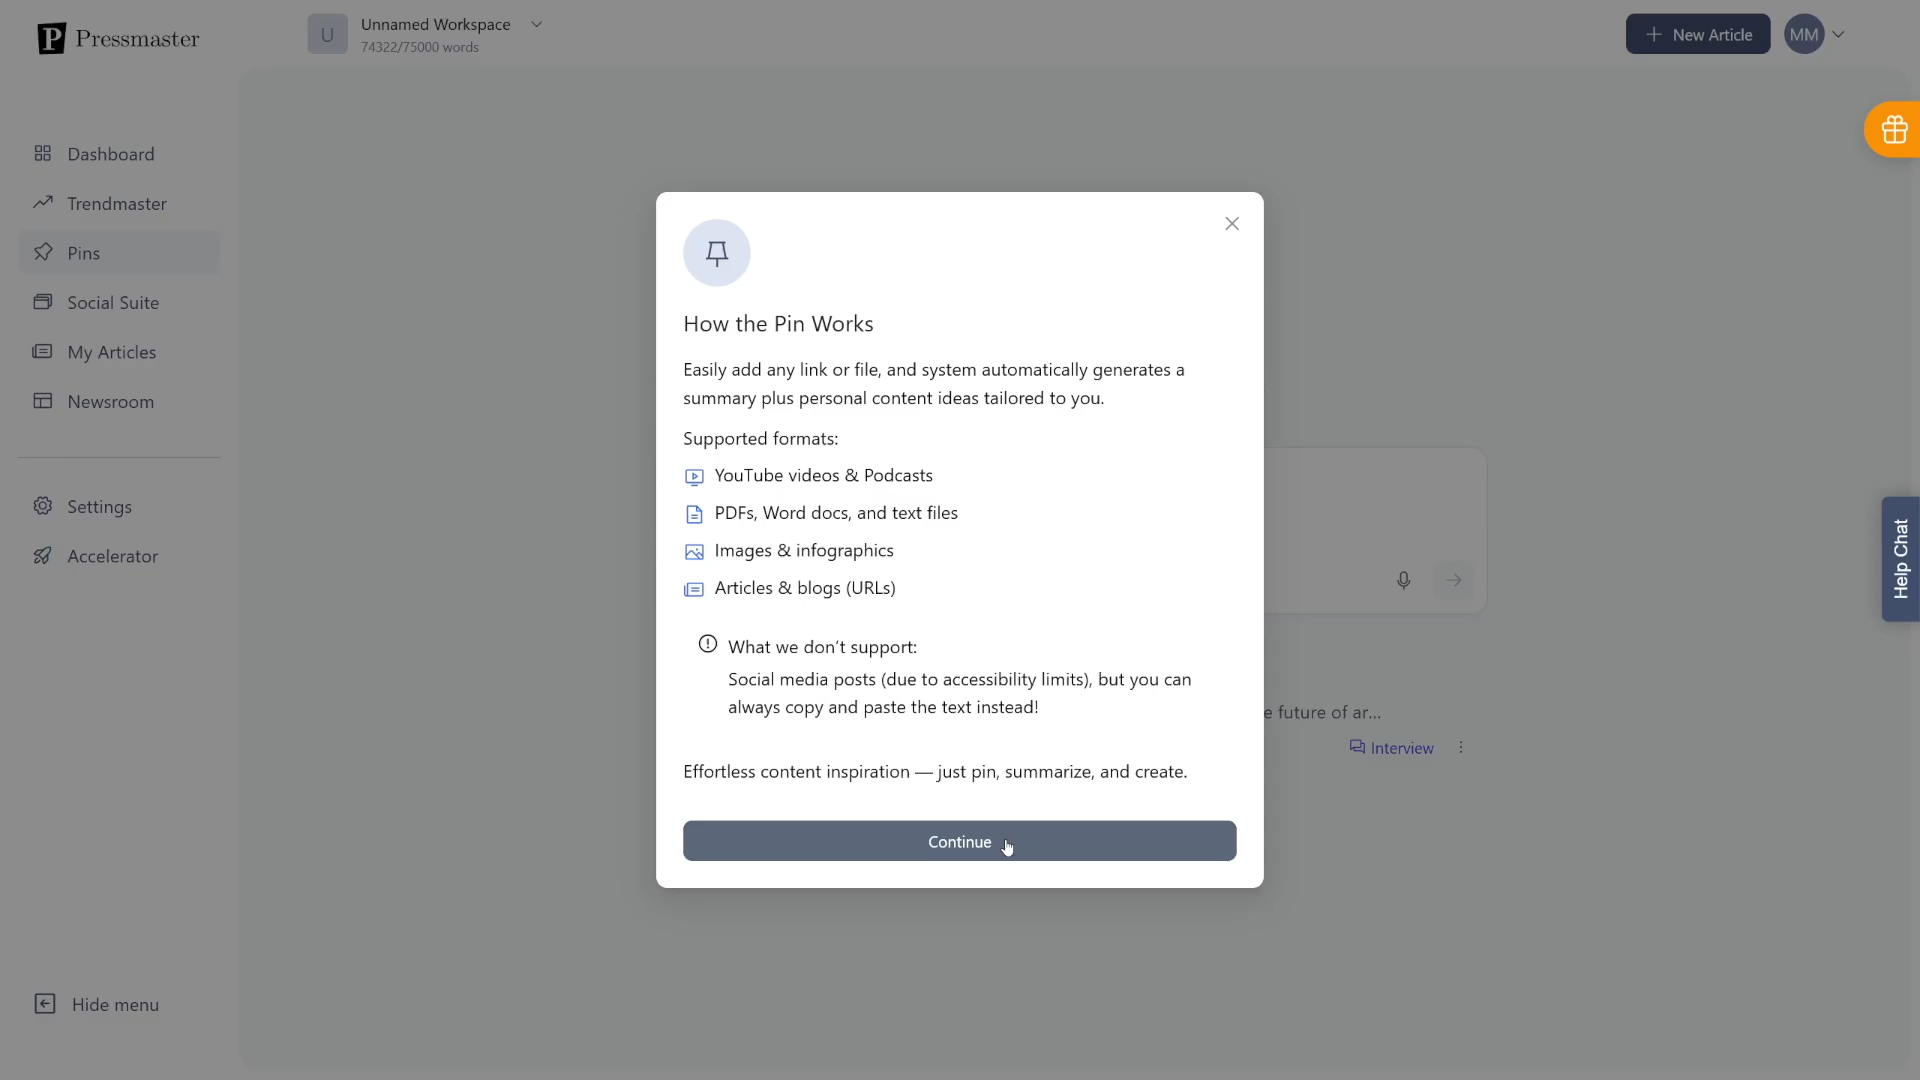 Pressmaster
U
Unnamed Workspace
74322/75000 words
New Article
MM
Dashboard
Trendmaster
Pins
Social Suite
My Articles
Newsroom
Settings
Accelerator
Hide menu
How the Pin Works
Easily add any link or file, and system automatically generates a
summary plus personal content ideas tailored to you.
Supported formats:
YouTube videos & Podcasts
PDFs, Word docs, and text files
Images & infographics
Articles & blogs (URLs)
What we don't support:
Social media posts (due to accessibility limits), but you can
always copy and paste the text instead!
Effortless content inspiration — just pin, summarize, and create.
Continue
e future of ar...
Interview
Help Chat